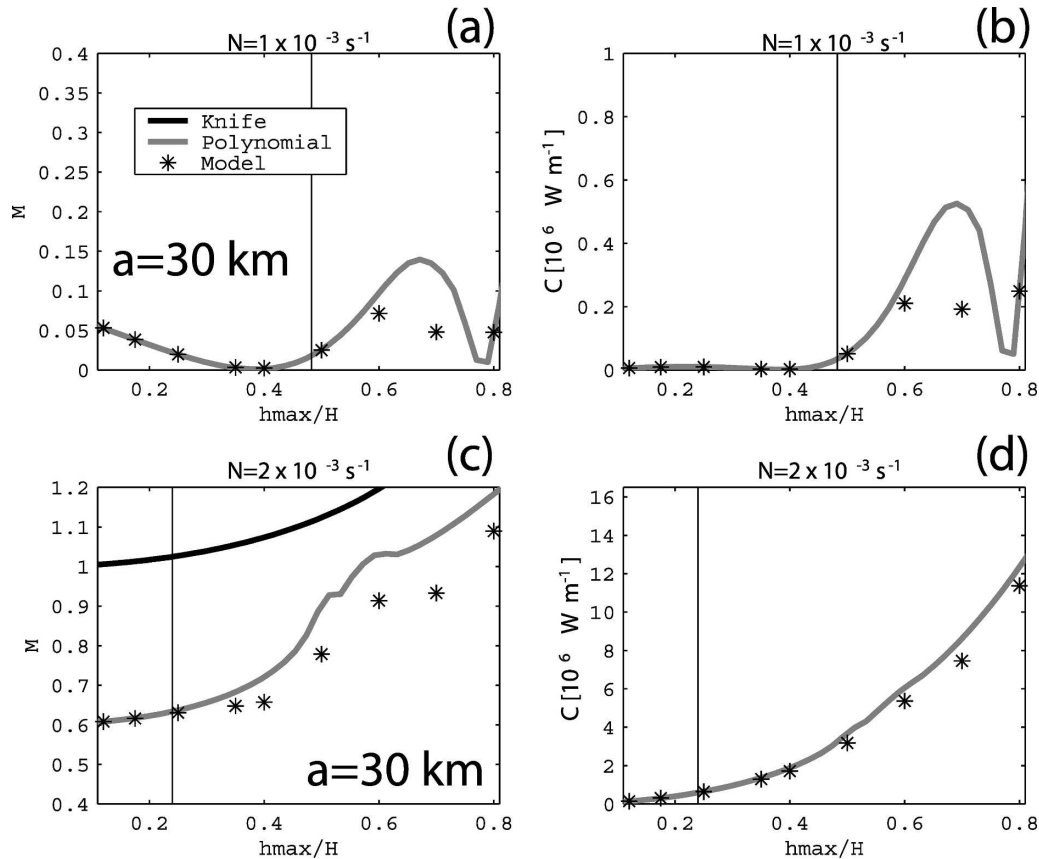 (a)
N=1 x 10 -3 s-1
0.4
0.35
0.3
0.25
0.2
0.15
0.1
0.05
0
M
Knife
Polynomial
Model
a=30 km
0.2 0.4 0.6 0.8
hmax/H
(b)
N=1 x 10 -3 s-1
1
0.8
0.6
0.4
0.2
0
C [10 6 W m-1]
0.2 0.4 0.6 0.8
hmax/H
(c)
N=2 x 10 -3 s-1
1.2
1.1
1
0.9
0.8
0.7
0.6
0.5
0.4
M
a=30 km
0.2 0.4 0.6 0.8
hmax/H
(d)
N=2 x 10 -3 s-1
16
14
12
10
8
6
4
2
0
C [10 6 W m-1]
0.2 0.4 0.6 0.8
hmax/H